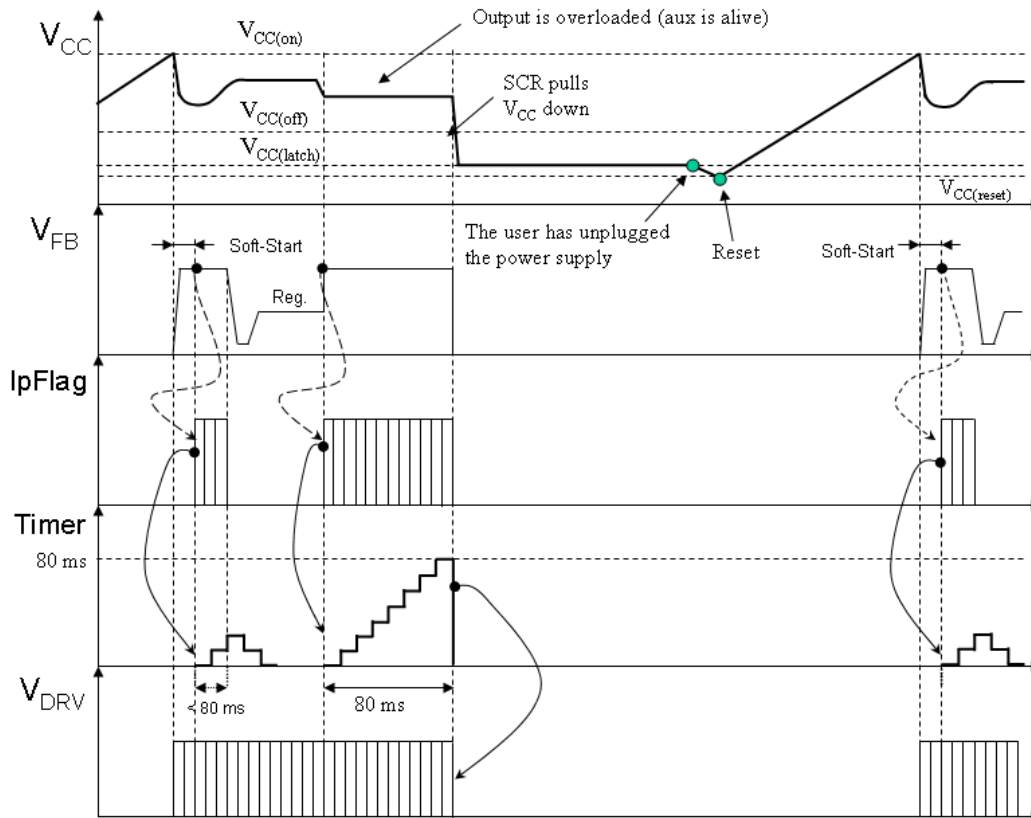 Output is overloaded (aux is alive)
VCC
VCC(on)
SCR pulls
VCC down
VCC(off)
VCC(latch)
VCC(reset)
VFB
Soft-Start
The user has unplugged
the power supply
Reset
Soft-Start
Reg.
IpFlag
Timer
80 ms
VDRV
< 80 ms
80 ms